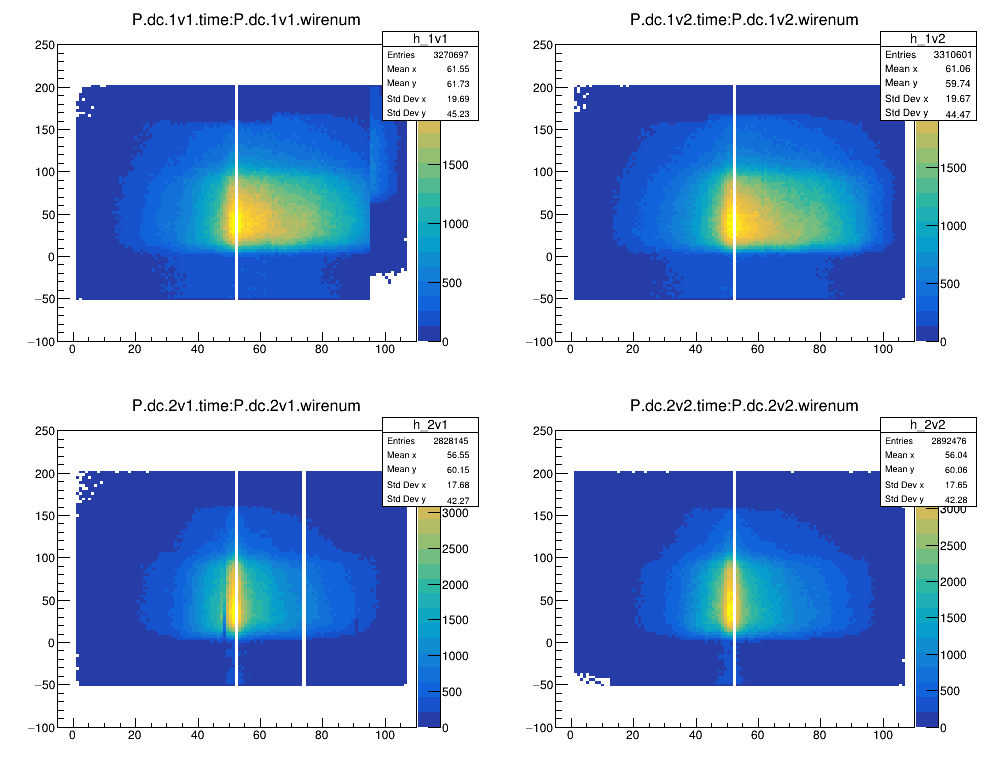 P.dc.1v1.time:P.dc.1v1.wirenum
h_1v1
Entries 3270697
Mean x 61.55
Mean y 61.73
Std Dev x 19.69
Std Dev y 45.23
250
200
150
100
50
0
−50
−100
0 20 40 60 80 100
1500
1000
500
0
P.dc.1v2.time:P.dc.1v2.wirenum
h_1v2
Entries 3310601
Mean x 61.06
Mean y 59.74
Std Dev x 19.67
Std Dev y 44.47
250
200
150
100
50
0
−50
−100
0 20 40 60 80 100
1500
1000
500
0
P.dc.2v1.time:P.dc.2v1.wirenum
h_2v1
Entries 2828145
Mean x 56.55
Mean y 60.15
Std Dev x 17.68
Std Dev y 42.27
250
200
150
100
50
0
−50
−100
0 20 40 60 80 100
3000
2500
2000
1500
1000
500
0
P.dc.2v2.time:P.dc.2v2.wirenum
h_2v2
Entries 2892476
Mean x 56.04
Mean y 60.06
Std Dev x 17.65
Std Dev y 42.28
250
200
150
100
50
0
−50
−100
0 20 40 60 80 100
3000
2500
2000
1500
1000
500
0